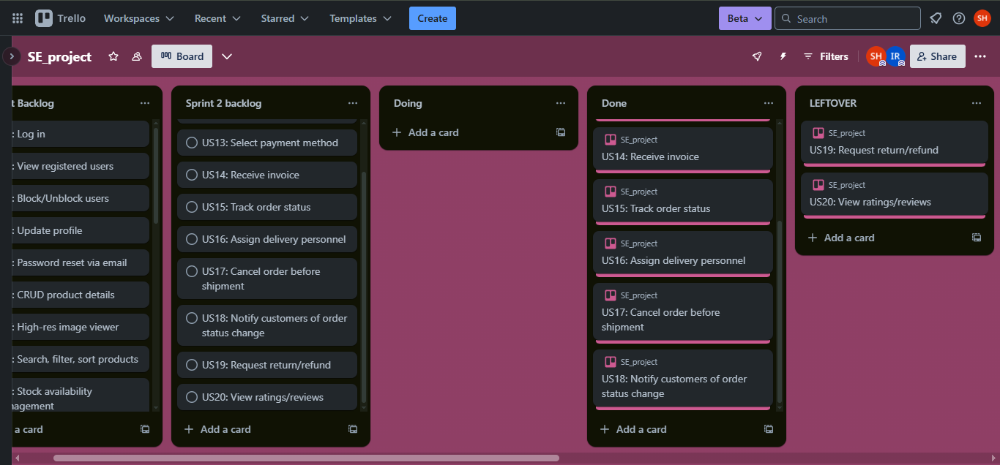 Trello
Workspaces
Recent
Starred
Templates
Create
Beta
Search
SH
SE_project
Board
Filters
SH
IR
Share
t Backlog
: Log in
: View registered users
: Block/Unblock users
: Update profile
: Password reset via email
: CRUD product details
: High-res image viewer
: Search, filter, sort products
: Stock availability
nagement
a card
Sprint 2 backlog
US13: Select payment method
US14: Receive invoice
US15: Track order status
US16: Assign delivery personnel
US17: Cancel order before
shipment
US18: Notify customers of order
status change
US19: Request return/refund
US20: View ratings/reviews
Add a card
Doing
Add a card
Done
SE_project
US14: Receive invoice
SE_project
US15: Track order status
SE_project
US16: Assign delivery personnel
SE_project
US17: Cancel order before
shipment
SE_project
US18: Notify customers of order
status change
Add a card
LEFTOVER
SE_project
US19: Request return/refund
SE_project
US20: View ratings/reviews
Add a card